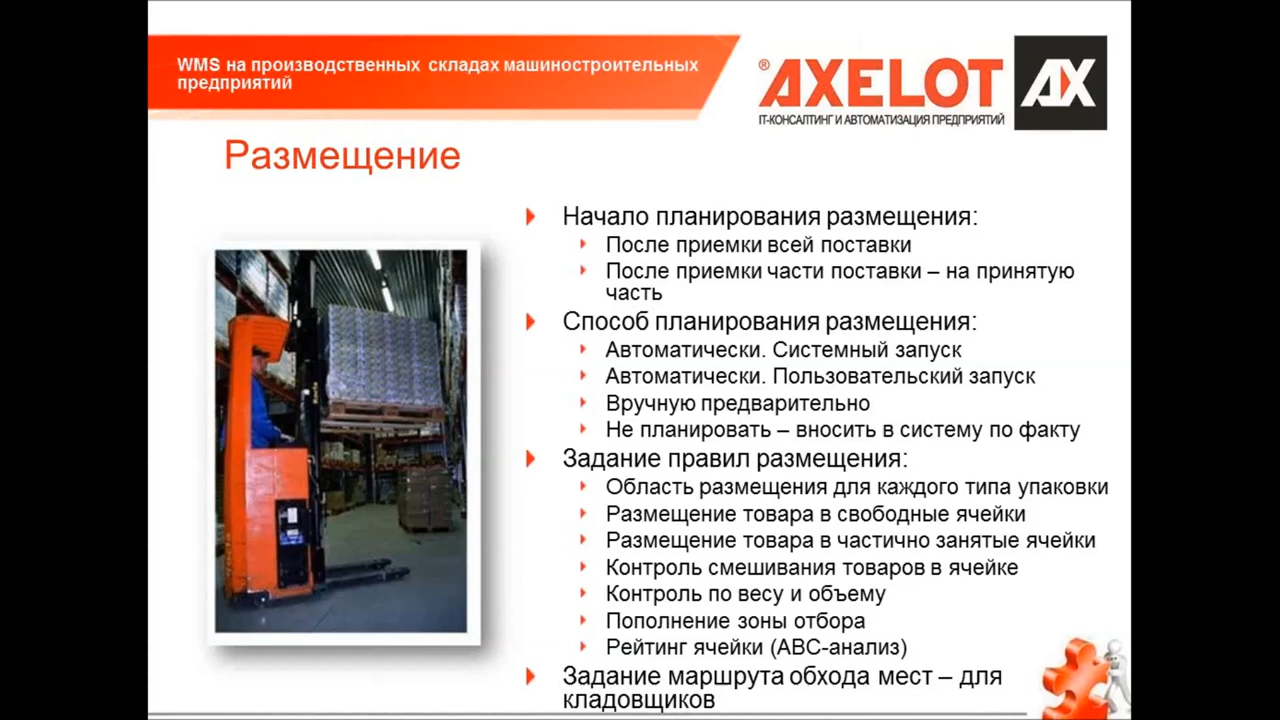 WMS на производственных складах машиностроительных
предприятий
® AXELOT AX
IT-КОНСАЛТИНГ И АВТОМАТИЗАЦИЯ ПРЕДПРИЯТИЙ
Размещение
Начало планирования размещения:
После приемки всей поставки
После приемки части поставки – на принятую
часть
Способ планирования размещения:
Автоматически. Системный запуск
Автоматически. Пользовательский запуск
Вручную предварительно
Не планировать – вносить в систему по факту
Задание правил размещения:
Область размещения для каждого типа упаковки
Размещение товара в свободные ячейки
Размещение товара в частично занятые ячейки
Контроль смешивания товаров в ячейке
Контроль по весу и объему
Пополнение зоны отбора
Рейтинг ячейки (ABC-анализ)
Задание маршрута обхода мест – для
кладовщиков